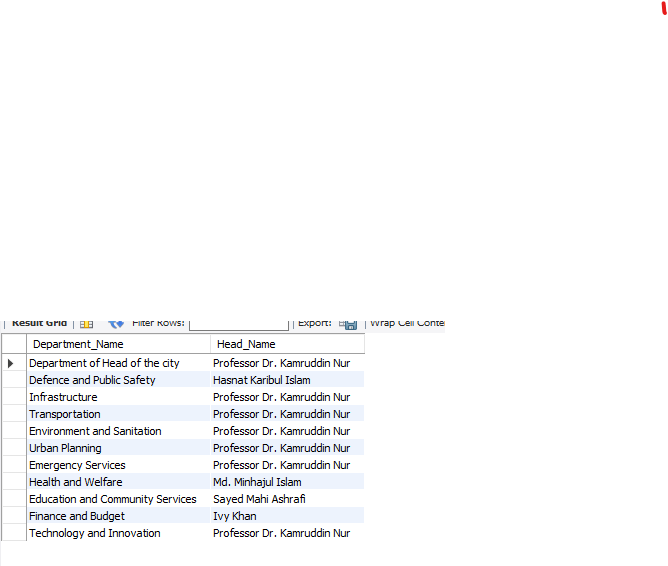 Result Grid Filter Rows: Export: Wrap Cell Conte
Department_Name Head_Name
Department of Head of the city Professor Dr. Kamruddin Nur
Defence and Public Safety Hasnat Karibul Islam
Infrastructure Professor Dr. Kamruddin Nur
Transportation Professor Dr. Kamruddin Nur
Environment and Sanitation Professor Dr. Kamruddin Nur
Urban Planning Professor Dr. Kamruddin Nur
Emergency Services Professor Dr. Kamruddin Nur
Health and Welfare Md. Minhajul Islam
Education and Community Services Sayed Mahi Ashrafi
Finance and Budget Ivy Khan
Technology and Innovation Professor Dr. Kamruddin Nur